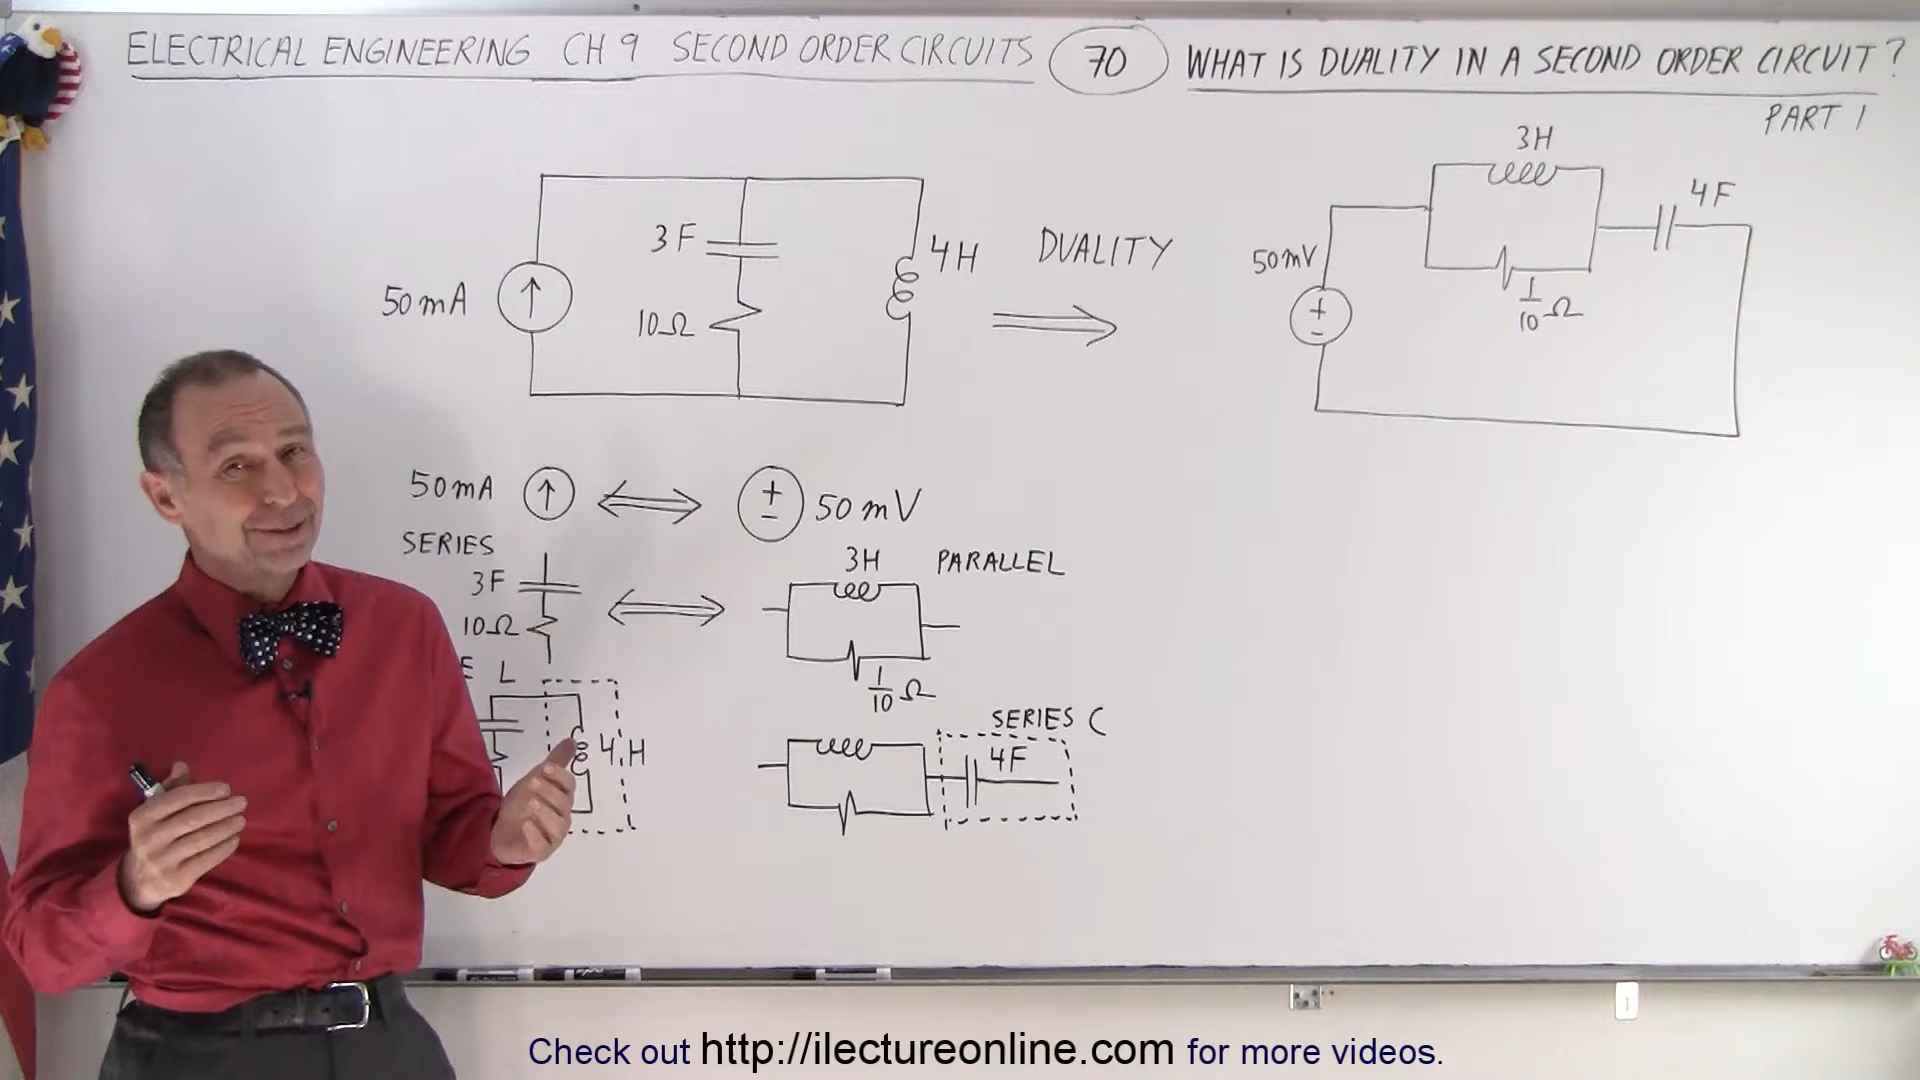 ELECTRICAL ENGINEERING CH 9 SECOND ORDER CIRCUITS 70 WHAT IS DUALITY IN A SECOND ORDER CIRCUIT?
PART 1
3H
4F
3F
4H
DUALITY
50mV
+
-
50mA
10Ω
1/10 Ω
50mA
+
-
50mV
SERIES
3H
PARALLEL
3F
10Ω
1/10 Ω
E L
SERIES C
4H
4F
Check out http://ilectureonline.com for more videos.